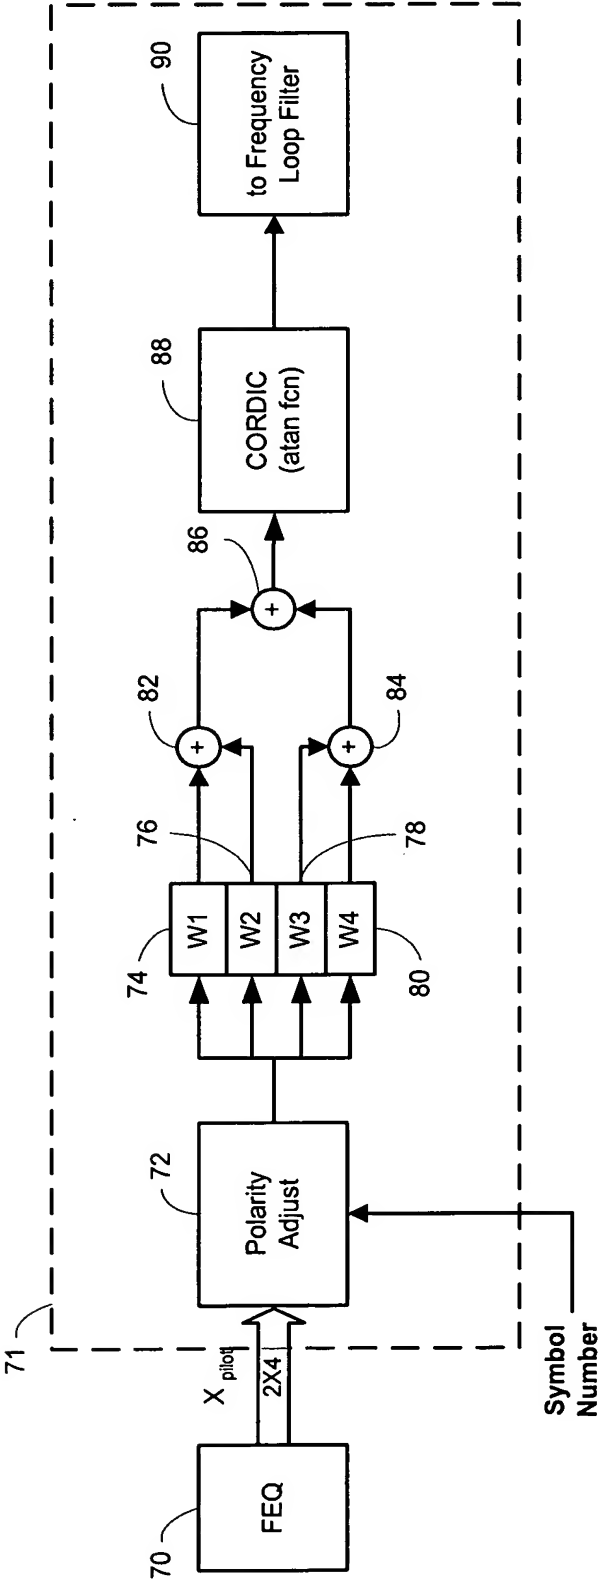 71
70
FEQ
X pilot
2X4
72
Polarity
Adjust
Symbol
Number
74
W1
76
W2
78
W3
80
W4
82
+
84
+
86
+
88
CORDIC
(atan fcn)
90
to Frequency
Loop Filter